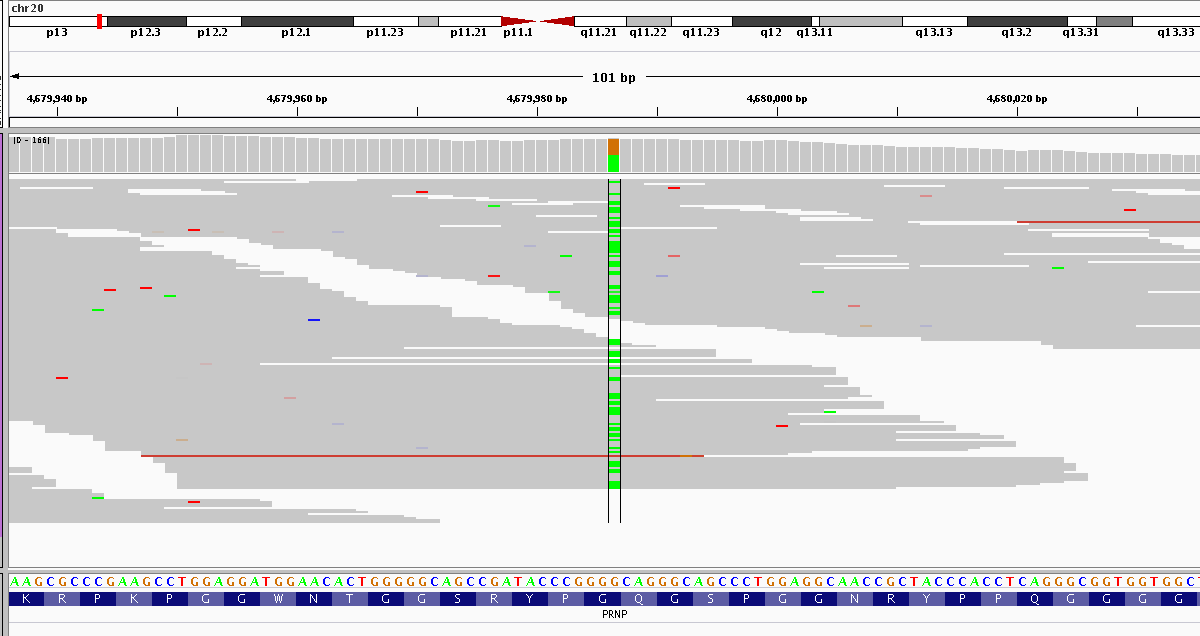 chr20
p13 p12.3 p12.2 p12.1 p11.23 p11.21 p11.1 q11.21 q11.22 q11.23 q12 q13.11 q13.13 q13.2 q13.31 q13.33
101 bp
4,679,940 bp 4,679,960 bp 4,679,980 bp 4,680,000 bp 4,680,020 bp
[0 - 166]
AAGCGCCCGAAGCCTGGAGGATGGAACACTGGGGGCAGCCGATACCCGGGGCAGGGCAGCCCTGGAGGCAACCGCTACCCACCTCAGGGCGGTGGTGGCT
K R P K P G G W N T G G S R Y P G Q G S P G G N R Y P P Q G G G G
PRNP